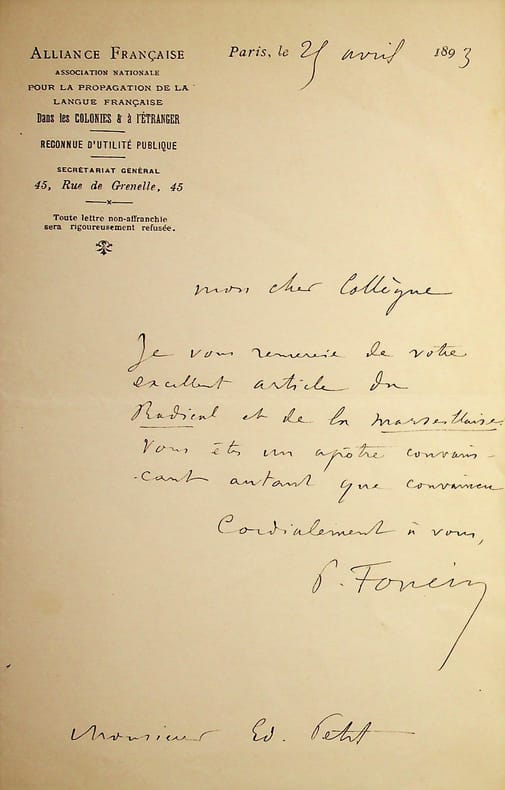 ALLIANCE FRANÇAISE
ASSOCIATION NATIONALE
POUR LA PROPAGATION DE LA
LANGUE FRANÇAISE
Dans les COLONIES & à l'ÉTRANGER
RECONNUE D'UTILITÉ PUBLIQUE
SECRÉTARIAT GÉNÉRAL
45, Rue de Grenelle, 45
Toute lettre non-affranchie
sera rigoureusement refusée.
Paris, le 25 avril 1893
Mon cher Collègue
Je vous remercie de votre
excellent article du
Radical et de la Marseillaise.
Vous êtes un apôtre convain-
-cant autant que convaincu
Cordialement à vous,
P. Foncin
Monsieur Ed. Petit